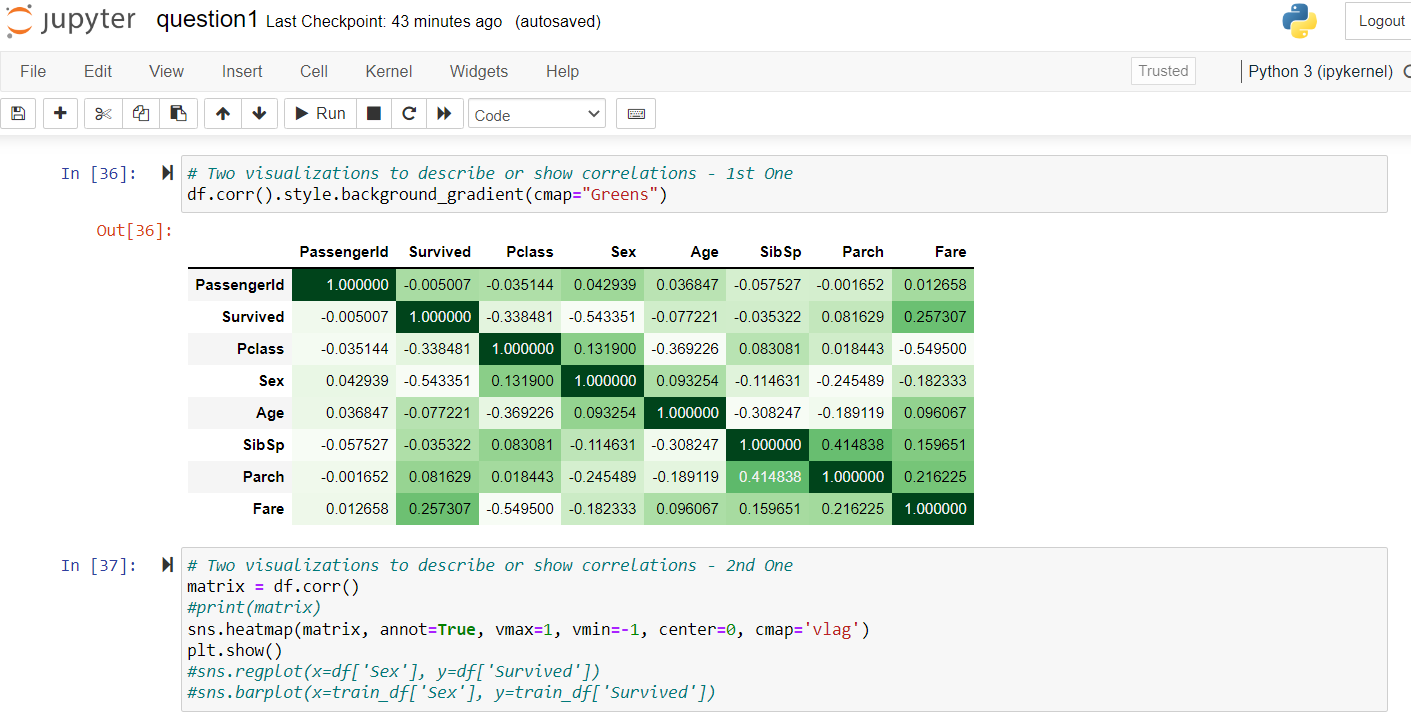 jupyter question1 Last Checkpoint: 43 minutes ago (autosaved) Logout
File Edit View Insert Cell Kernel Widgets Help Trusted Python 3 (ipykernel)
Run Code
In [36]: # Two visualizations to describe or show correlations - 1st One
df.corr().style.background_gradient(cmap="Greens")
Out[36]:
PassengerId Survived Pclass Sex Age SibSp Parch Fare
PassengerId 1.000000 -0.005007 -0.035144 0.042939 0.036847 -0.057527 -0.001652 0.012658
Survived -0.005007 1.000000 -0.338481 -0.543351 -0.077221 -0.035322 0.081629 0.257307
Pclass -0.035144 -0.338481 1.000000 0.131900 -0.369226 0.083081 0.018443 -0.549500
Sex 0.042939 -0.543351 0.131900 1.000000 0.093254 -0.114631 -0.245489 -0.182333
Age 0.036847 -0.077221 -0.369226 0.093254 1.000000 -0.308247 -0.189119 0.096067
SibSp -0.057527 -0.035322 0.083081 -0.114631 -0.308247 1.000000 0.414838 0.159651
Parch -0.001652 0.081629 0.018443 -0.245489 -0.189119 0.414838 1.000000 0.216225
Fare 0.012658 0.257307 -0.549500 -0.182333 0.096067 0.159651 0.216225 1.000000
In [37]: # Two visualizations to describe or show correlations - 2nd One
matrix = df.corr()
#print(matrix)
sns.heatmap(matrix, annot=True, vmax=1, vmin=-1, center=0, cmap='vlag')
plt.show()
#sns.regplot(x=df['Sex'], y=df['Survived'])
#sns.barplot(x=train_df['Sex'], y=train_df['Survived'])